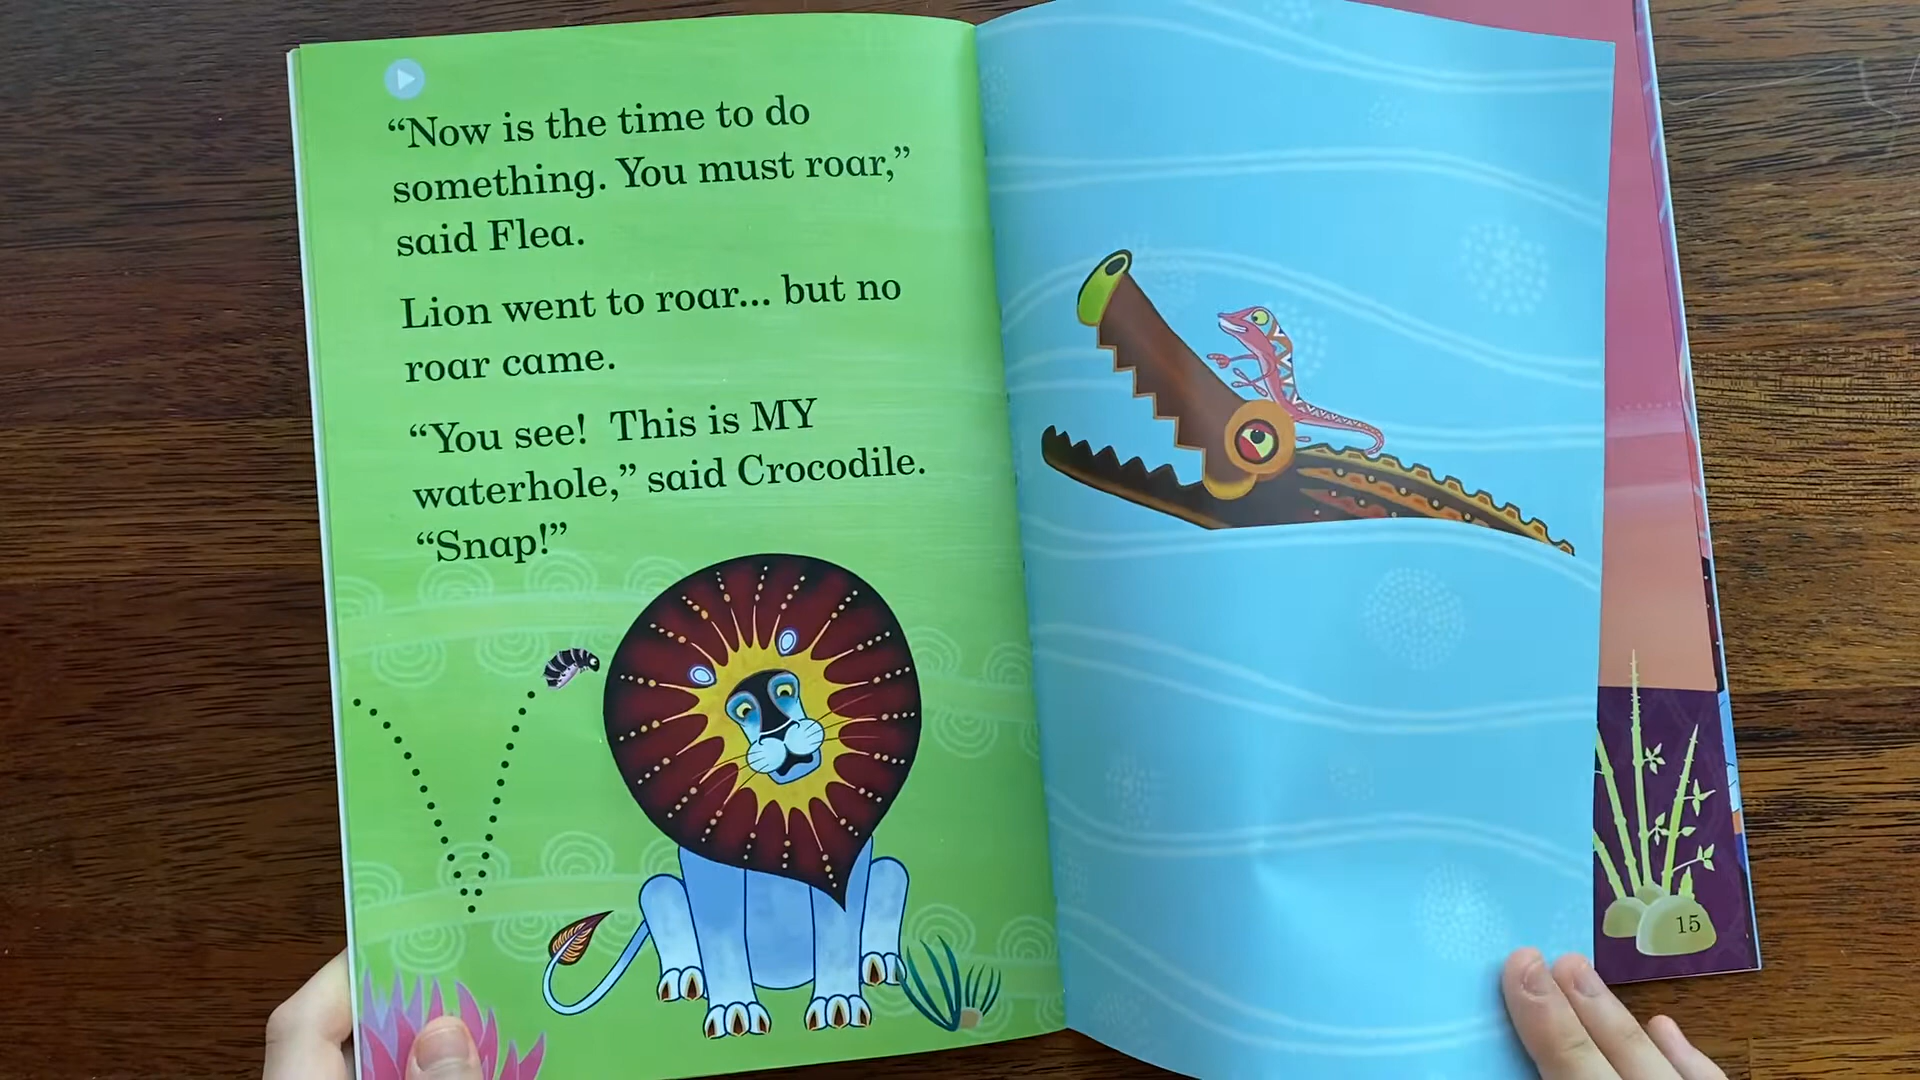 “Now is the time to do
something. You must roar,”
said Flea.
Lion went to roar... but no
roar came.
“You see!  This is MY
waterhole,” said Crocodile.
“Snap!”
15